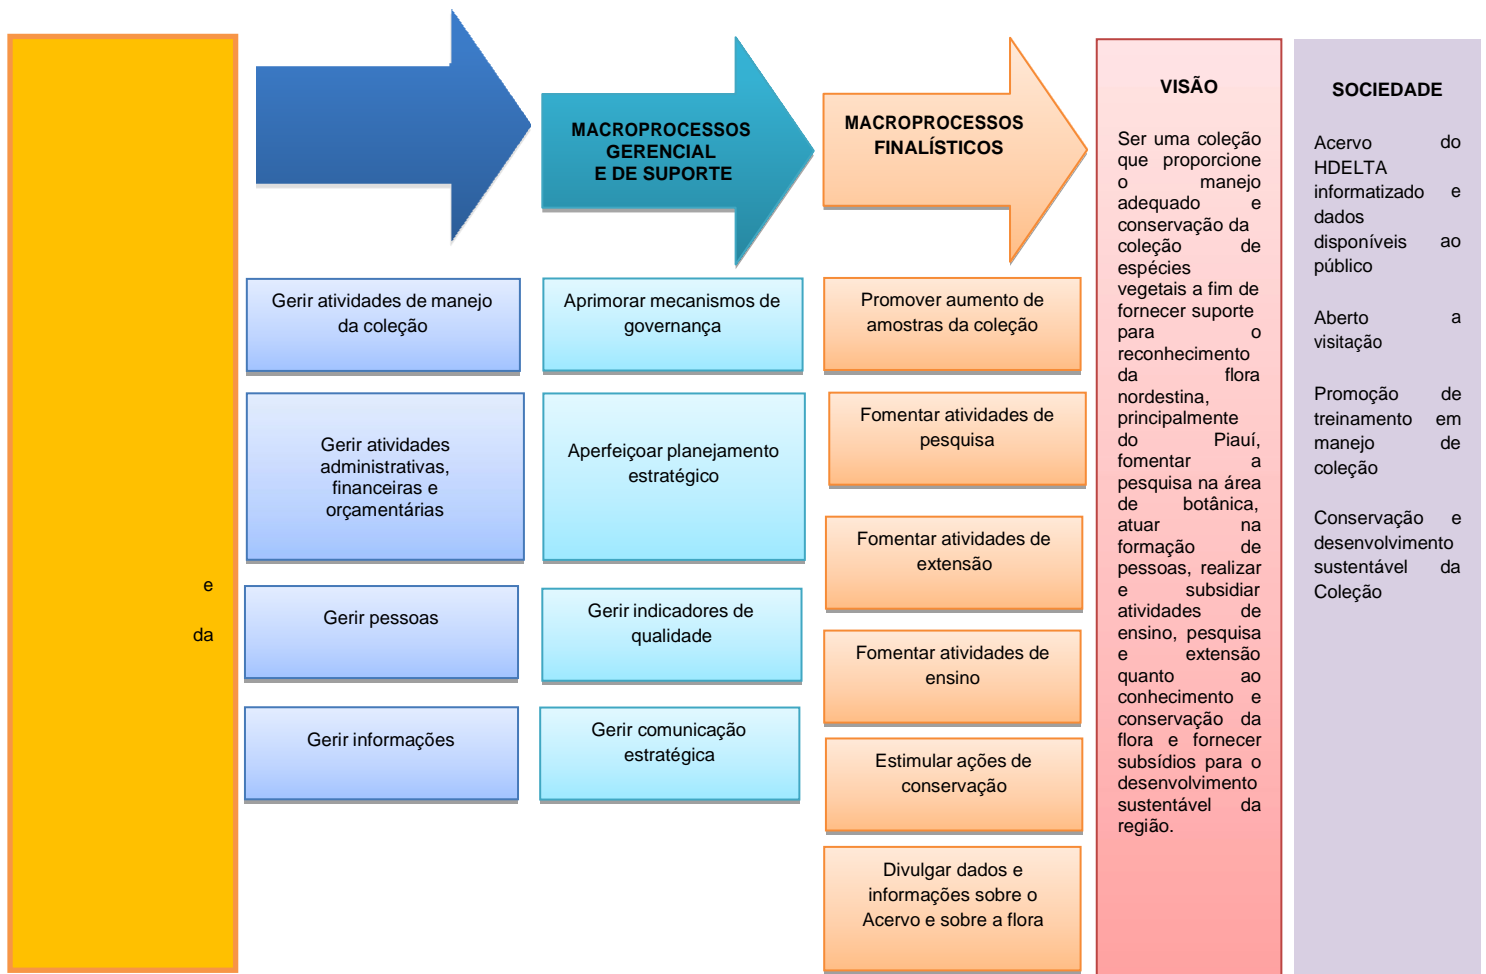 e
da
MACROPROCESSOS
GERENCIAL
E DE SUPORTE
MACROPROCESSOS
FINALÍSTICOS
Gerir atividades de manejo
da coleção
Gerir atividades
administrativas,
financeiras e
orçamentárias
Gerir pessoas
Gerir informações
Aprimorar mecanismos de
governança
Aperfeiçoar planejamento
estratégico
Gerir indicadores de
qualidade
Gerir comunicação
estratégica
Promover aumento de
amostras da coleção
Fomentar atividades de
pesquisa
Fomentar atividades de
extensão
Fomentar atividades de
ensino
Estimular ações de
conservação
Divulgar dados e
informações sobre o
Acervo e sobre a flora
VISÃO
Ser uma coleção
que proporcione
o manejo
adequado e
conservação da
coleção de
espécies
vegetais a fim de
fornecer suporte
para o
reconhecimento
da flora
nordestina,
principalmente
do Piauí,
fomentar a
pesquisa na área
de botânica,
atuar na
formação de
pessoas, realizar
e subsidiar
atividades de
ensino, pesquisa
e extensão
quanto ao
conhecimento e
conservação da
flora e fornecer
subsídios para o
desenvolvimento
sustentável da
região.
SOCIEDADE
Acervo do
HDELTA
informatizado e
dados
disponíveis ao
público
Aberto a
visitação
Promoção de
treinamento em
manejo de
coleção
Conservação e
desenvolvimento
sustentável da
Coleção